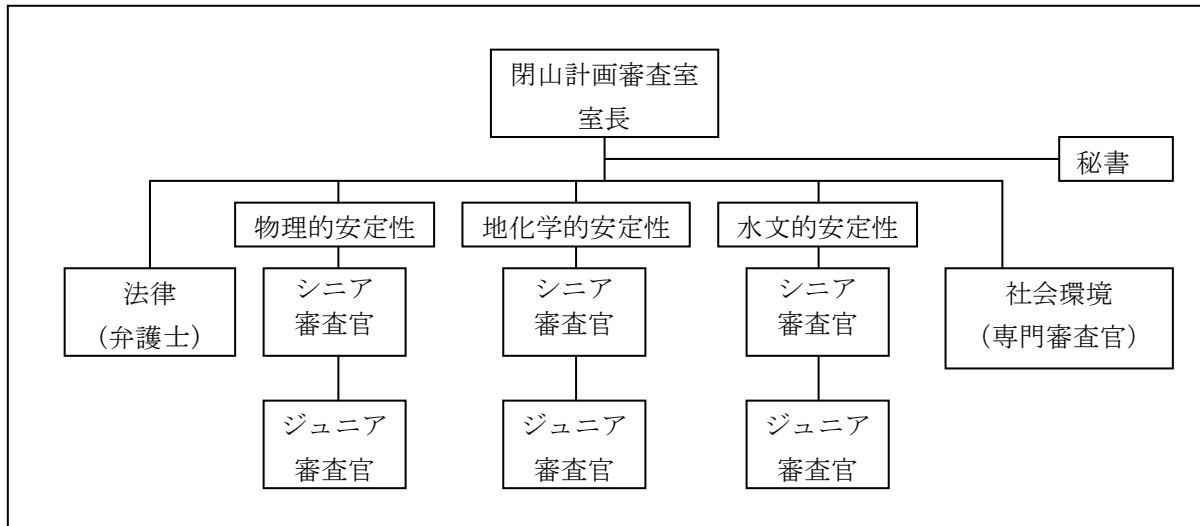 閉山計画審査室
室長
秘書
物理的安定性
地化学的安定性
水文的安定性
法律
（弁護士）
シニア
審査官
シニア
審査官
シニア
審査官
社会環境
（専門審査官）
ジュニア
審査官
ジュニア
審査官
ジュニア
審査官